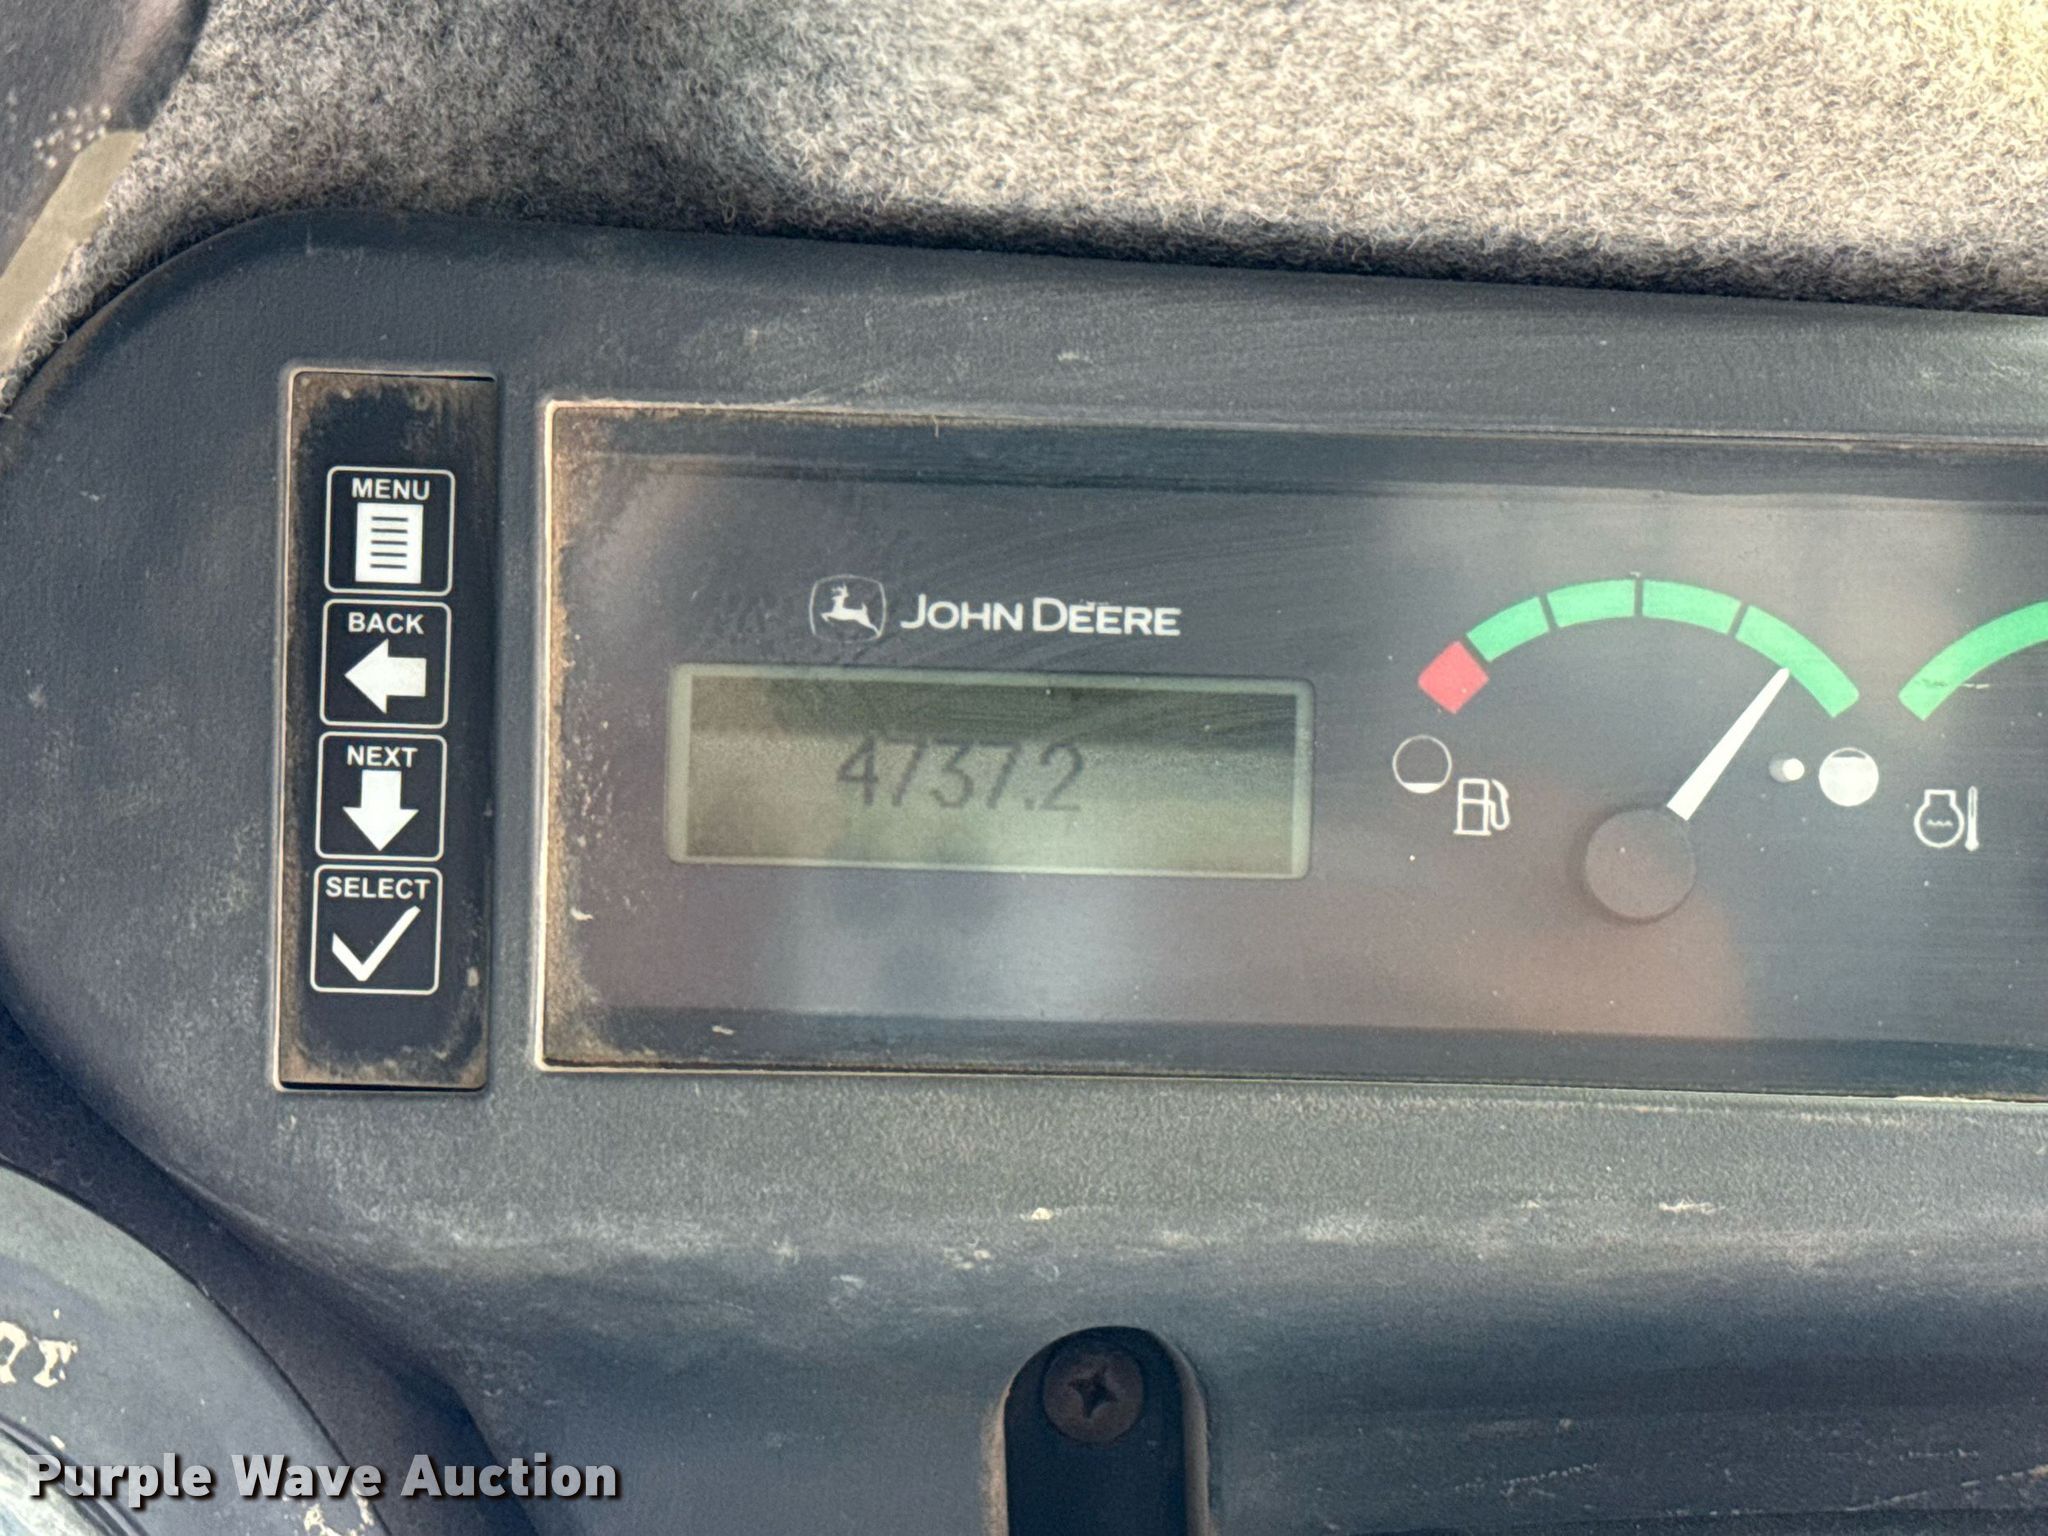 MENU
BACK
NEXT
SELECT
JOHN DEERE
4737.2
Purple Wave Auction